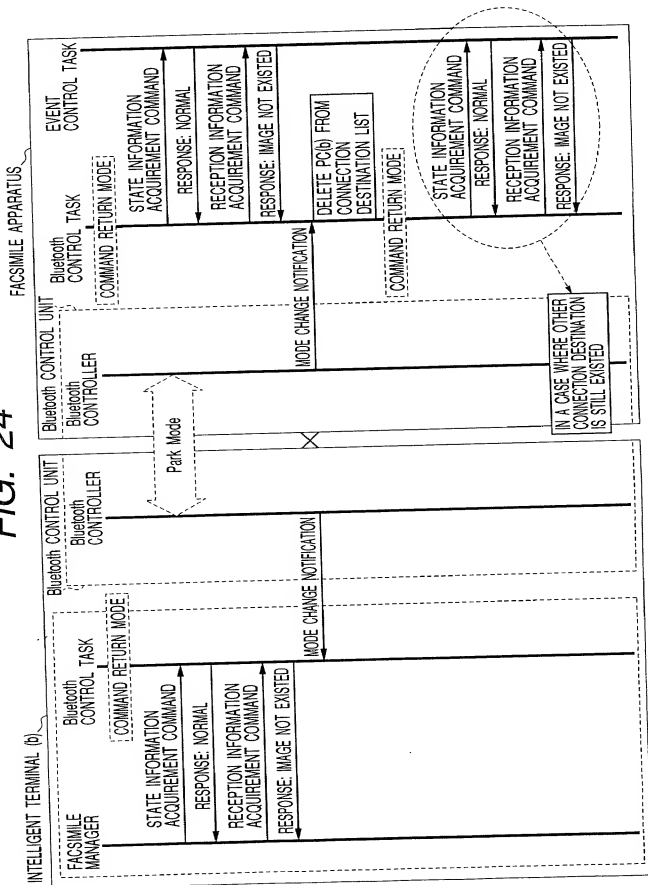 FIG. 24
INTELLIGENT TERMINAL (b)
FACSIMILE
MANAGER
Bluetooth
CONTROL TASK
COMMAND RETURN MODE
STATE INFORMATION
ACQUIREMENT COMMAND
RESPONSE: NORMAL
RECEPTION INFORMATION
ACQUIREMENT COMMAND
RESPONSE: IMAGE NOT EXISTED
MODE CHANGE NOTIFICATION
Bluetooth CONTROL UNIT
Bluetooth
CONTROLLER
Park Mode
FACSIMILE APPARATUS
Bluetooth CONTROL UNIT
Bluetooth
CONTROLLER
MODE CHANGE NOTIFICATION
Bluetooth
CONTROL TASK
COMMAND RETURN MODE
EVENT
CONTROL TASK
STATE INFORMATION
ACQUIREMENT COMMAND
RESPONSE: NORMAL
RECEPTION INFORMATION
ACQUIREMENT COMMAND
RESPONSE: IMAGE NOT EXISTED
DELETE PC(b) FROM
CONNECTION
DESTINATION LIST
COMMAND RETURN MODE
STATE INFORMATION
ACQUIREMENT COMMAND
RESPONSE: NORMAL
RECEPTION INFORMATION
ACQUIREMENT COMMAND
RESPONSE: IMAGE NOT EXISTED
IN A CASE WHERE OTHER
CONNECTION DESTINATION
IS STILL EXISTED